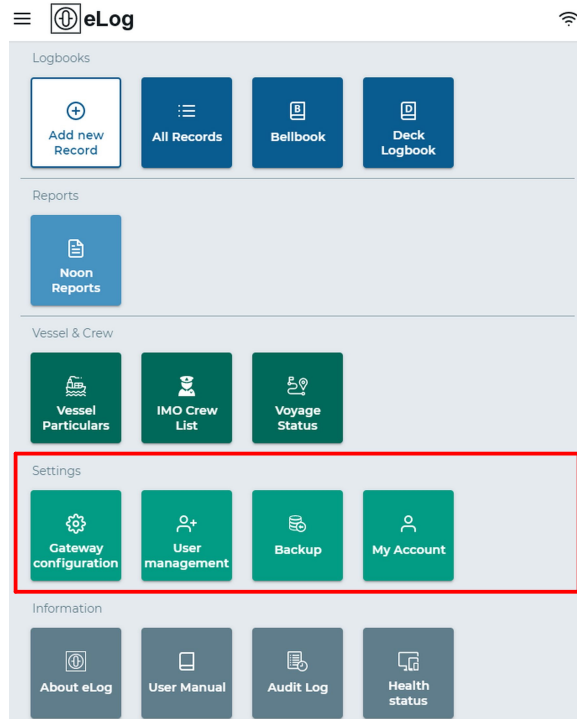 eLog
Logbooks
Add new
Record
All Records
Bellbook
Deck
Logbook
Reports
Noon
Reports
Vessel & Crew
Vessel
Particulars
IMO Crew
List
Voyage
Status
Settings
Gateway
configuration
User
management
Backup
My Account
Information
About eLog
User Manual
Audit Log
Health
status